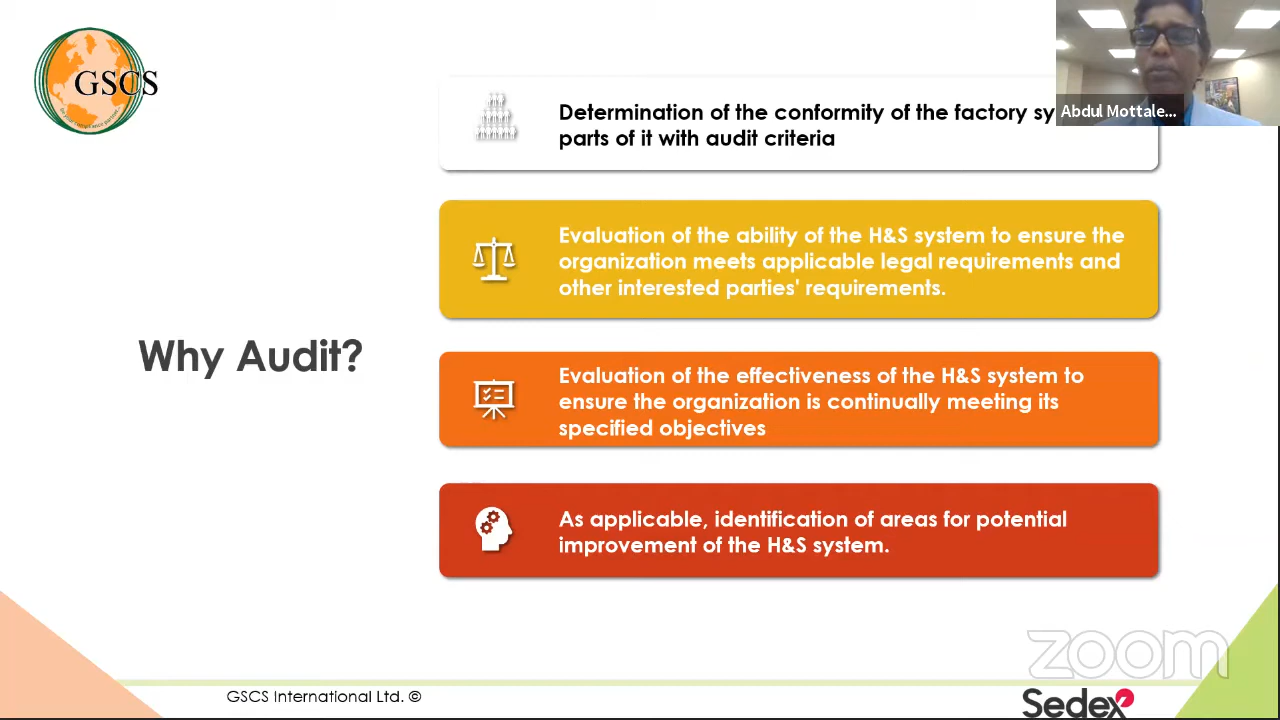 GSCS
Determination of the conformity of the factory sy
parts of it with audit criteria
Abdul Mottale...
Evaluation of the ability of the H&S system to ensure the
organization meets applicable legal requirements and
other interested parties' requirements.
Why Audit?
Evaluation of the effectiveness of the H&S system to
ensure the organization is continually meeting its
specified objectives
As applicable, identification of areas for potential
improvement of the H&S system.
zoom
GSCS International Ltd. ©
Sedex